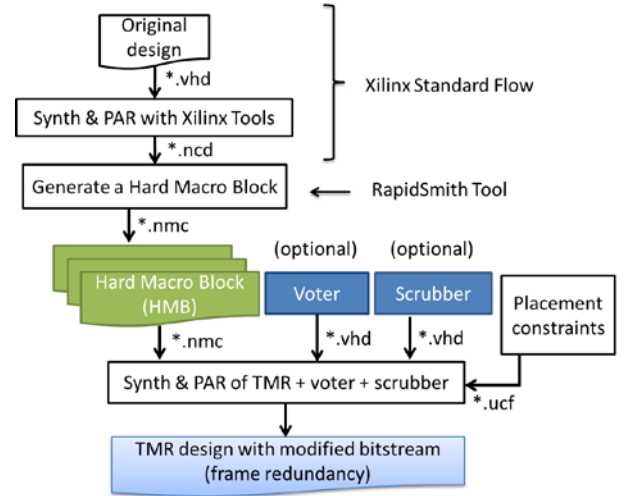 Original
design
*.vhd
Xilinx Standard Flow
Synth & PAR with Xilinx Tools
*.ncd
Generate a Hard Macro Block
RapidSmith Tool
*.nmc
(optional)
(optional)
Hard Macro Block
(HMB)
Voter
Scrubber
Placement
constraints
*.nmc
*.vhd
*.vhd
Synth & PAR of TMR + voter + scrubber
*.ucf
TMR design with modified bitstream
(frame redundancy)